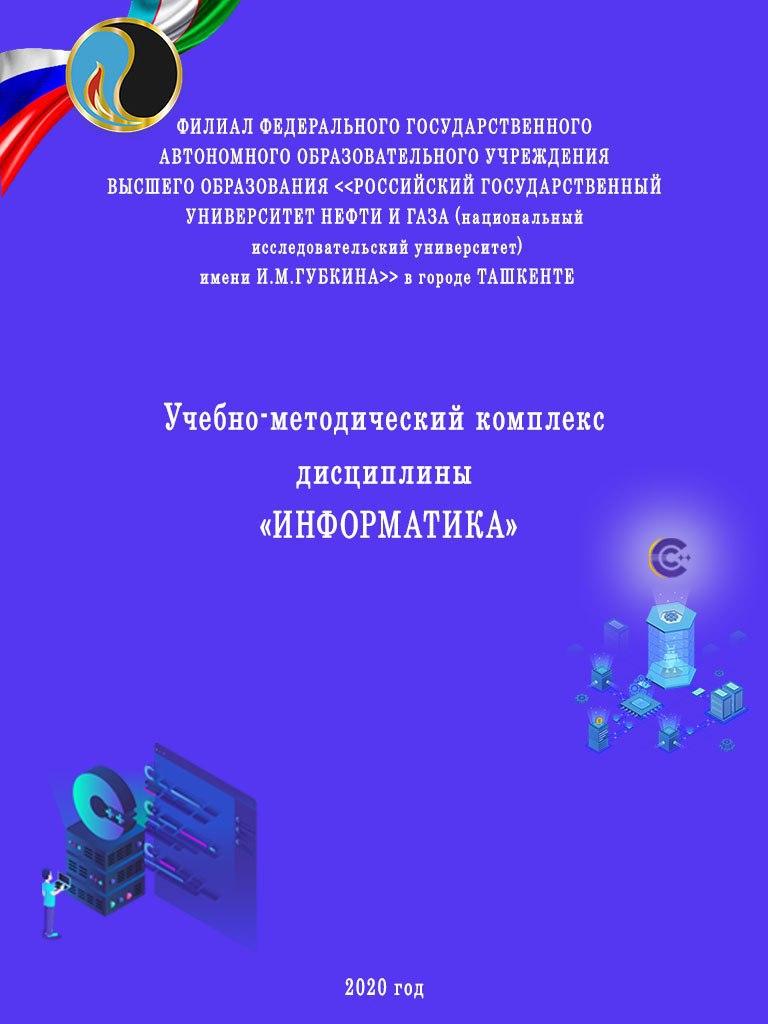 ФИЛИАЛ ФЕДЕРАЛЬНОГО ГОСУДАРСТВЕННОГО
АВТОНОМНОГО ОБРАЗОВАТЕЛЬНОГО УЧРЕЖДЕНИЯ
ВЫСШЕГО ОБРАЗОВАНИЯ <<РОССИЙСКИЙ ГОСУДАРСТВЕННЫЙ
УНИВЕРСИТЕТ НЕФТИ И ГАЗА (национальный
исследовательский университет)
имени И.М.ГУБКИНА>> в городе ТАШКЕНТЕ
Учебно-методический комплекс
дисциплины
«ИНФОРМАТИКА»
C++
C++
2020 год